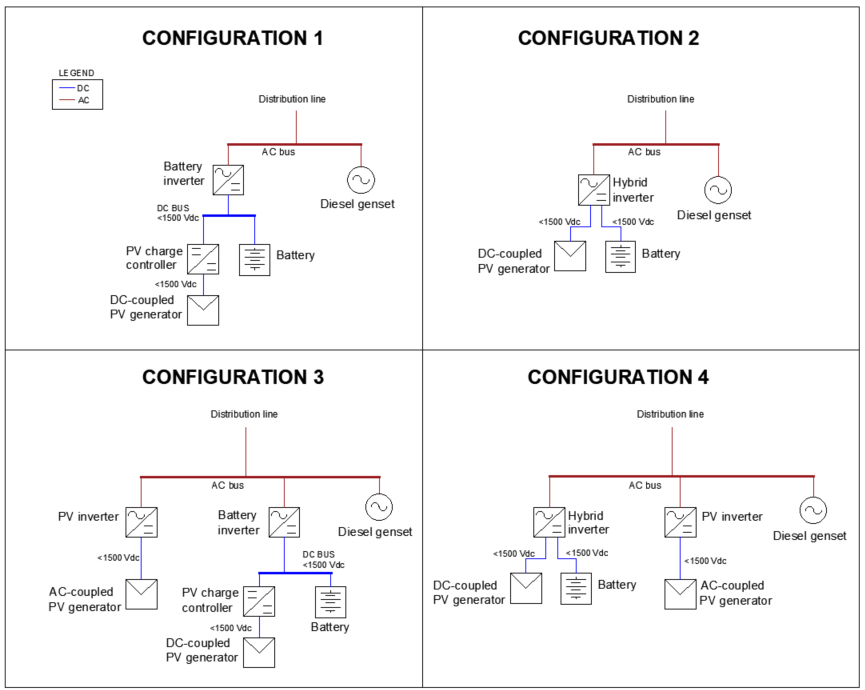 CONFIGURATION 1
LEGEND
DC
AC
Distribution line
AC bus
Battery
inverter
Diesel genset
DC BUS
<1500 Vdc
PV charge
controller
Battery
<1500 Vdc
DC-coupled
PV generator
CONFIGURATION 2
Distribution line
AC bus
Hybrid
inverter
Diesel genset
<1500 Vdc
<1500 Vdc
DC-coupled
PV generator
Battery
CONFIGURATION 3
Distribution line
AC bus
PV inverter
Battery
inverter
Diesel genset
<1500 Vdc
DC BUS
<1500 Vdc
AC-coupled
PV generator
PV charge
controller
Battery
<1500 Vdc
DC-coupled
PV generator
CONFIGURATION 4
Distribution line
AC bus
Hybrid
inverter
PV inverter
Diesel genset
<1500 Vdc
<1500 Vdc
<1500 Vdc
DC-coupled
PV generator
Battery
AC-coupled
PV generator